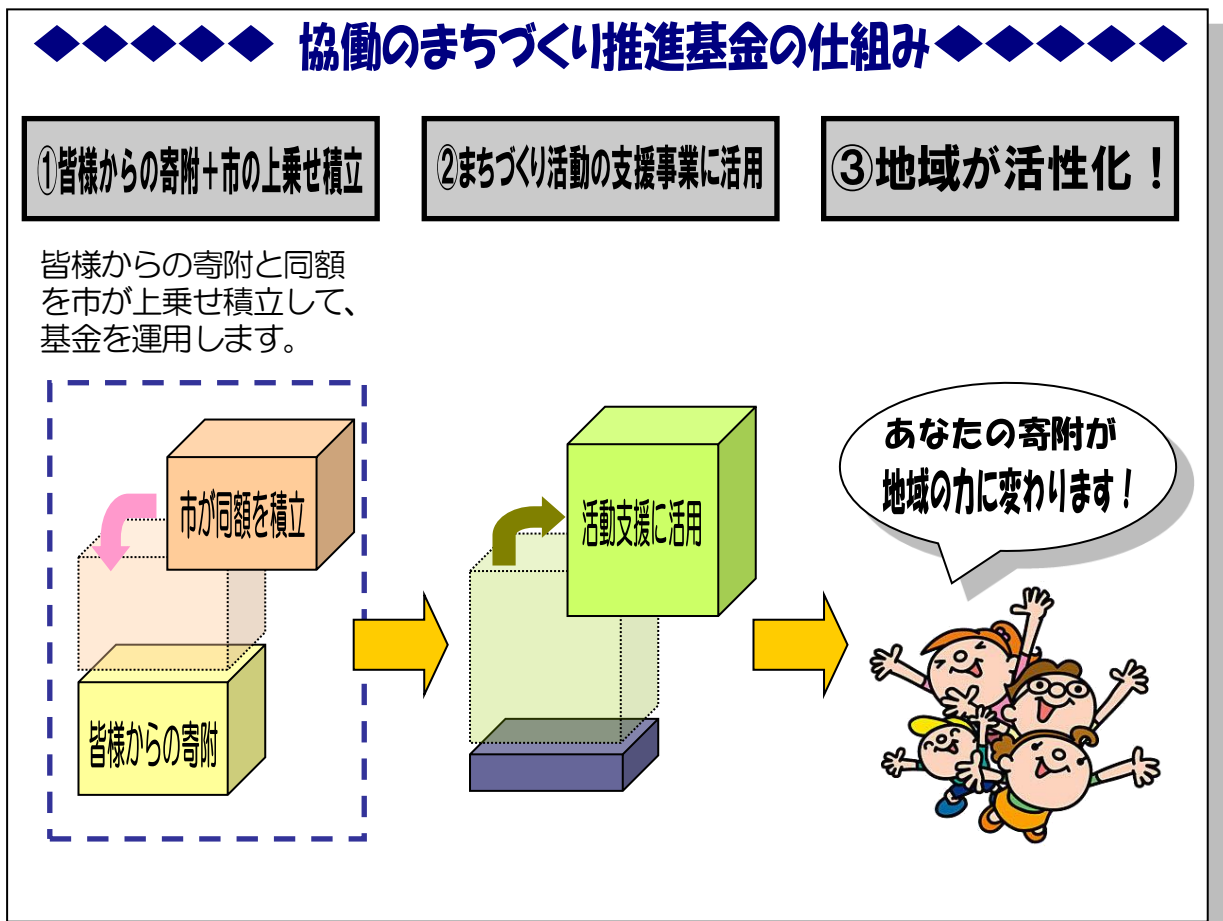 ◆◆◆◆◆ 協働のまちづくり推進基金の仕組み◆◆◆◆◆
①皆様からの寄附＋市の上乗せ積立
②まちづくり活動の支援事業に活用
③地域が活性化！
皆様からの寄附と同額
を市が上乗せ積立して、
基金を運用します。
市が同額を積立
皆様からの寄附
活動支援に活用
あなたの寄附が
地域の力に変わります！